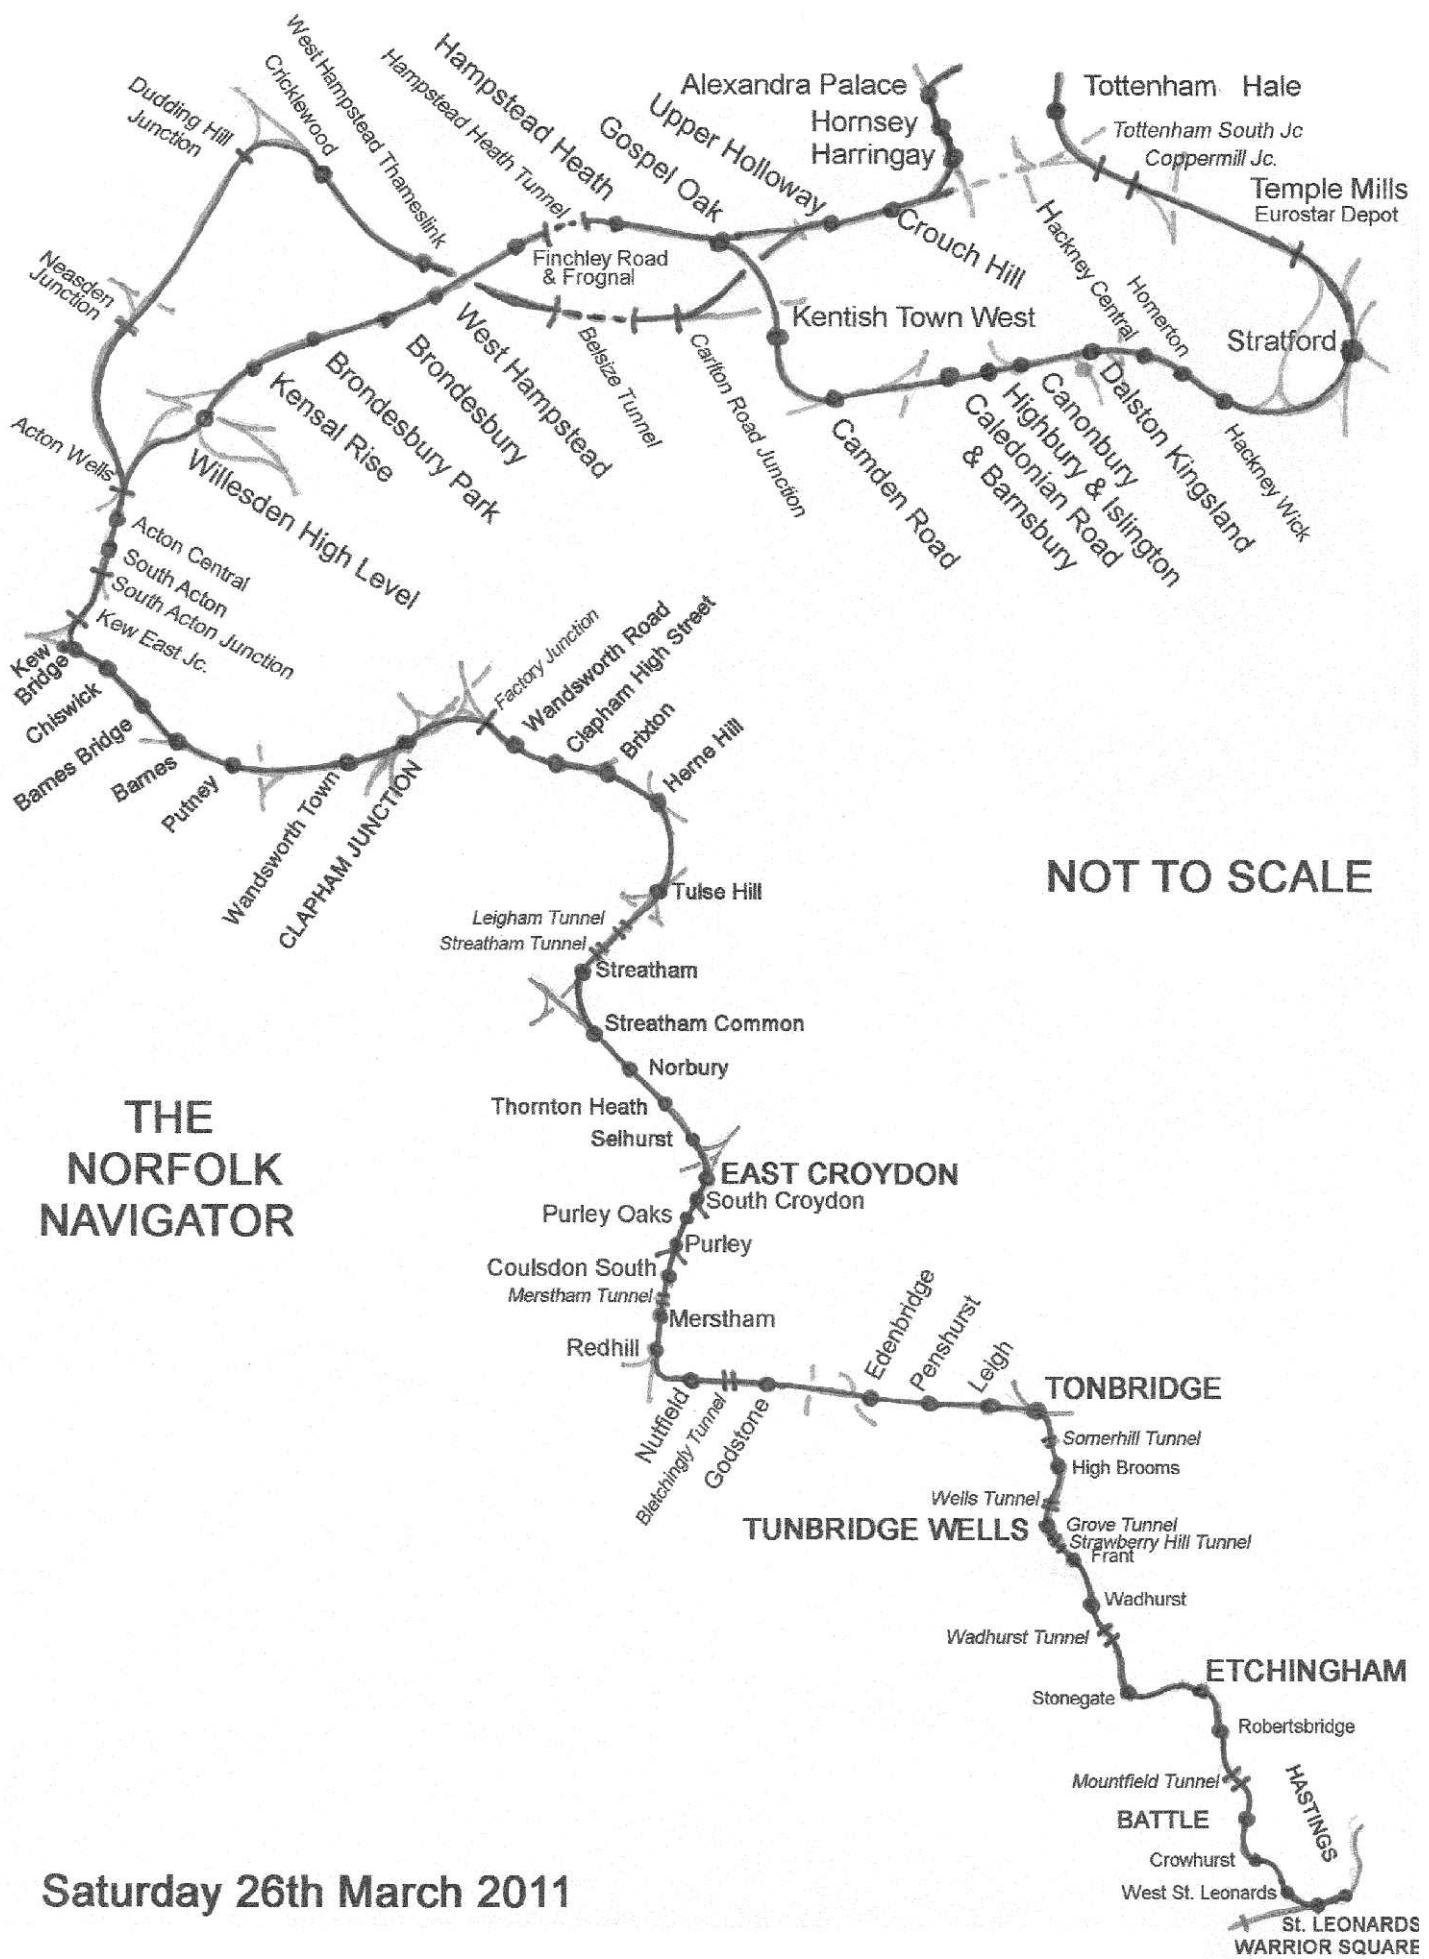 Alexandra Palace
Hornsey
Harringay
Tottenham Hale
Tottenham South Jc
Coppermill Jc.
Temple Mills
Eurostar Depot
Dudding Hill
Junction
Cricklewood
West Hampstead Thameslink
Hampstead Heath Tunnel
Hampstead Heath
Gospel Oak
Upper Holloway
Crouch Hill
Finchley Road
& Frognal
Neasden
Junction
Kentish Town West
Hackney Central
Homerton
Stratford
Acton Wells
Willesden High Level
Kensal Rise
Brondesbury Park
Brondesbury
West Hampstead
Belsize Tunnel
Carlton Road Junction
Camden Road
Caledonian Road
& Barnsbury
Highbury & Islington
Canonbury
Dalston Kingsland
Hackney Wick
Acton Central
South Acton
South Acton Junction
Kew East Jc.
Kew
Bridge
Chiswick
Barnes Bridge
Barnes
Putney
Wandsworth Town
CLAPHAM JUNCTION
Factory Junction
Wandsworth Road
Clapham High Street
Brixton
Herne Hill
NOT TO SCALE
Tulse Hill
Leigham Tunnel
Streatham Tunnel
Streatham
Streatham Common
Norbury
Thornton Heath
Selhurst
THE
NORFOLK
NAVIGATOR
EAST CROYDON
South Croydon
Purley Oaks
Purley
Coulsdon South
Merstham Tunnel
Merstham
Redhill
Nutfield
Bletchingly Tunnel
Godstone
Edenbridge
Penshurst
Leigh
TONBRIDGE
Somerhill Tunnel
High Brooms
Wells Tunnel
TUNBRIDGE WELLS
Grove Tunnel
Strawberry Hill Tunnel
Frant
Wadhurst
Wadhurst Tunnel
ETCHINGHAM
Stonegate
Robertsbridge
Mountfield Tunnel
HASTINGS
BATTLE
Crowhurst
West St. Leonards
St. LEONARDS
WARRIOR SQUARE
Saturday 26th March 2011